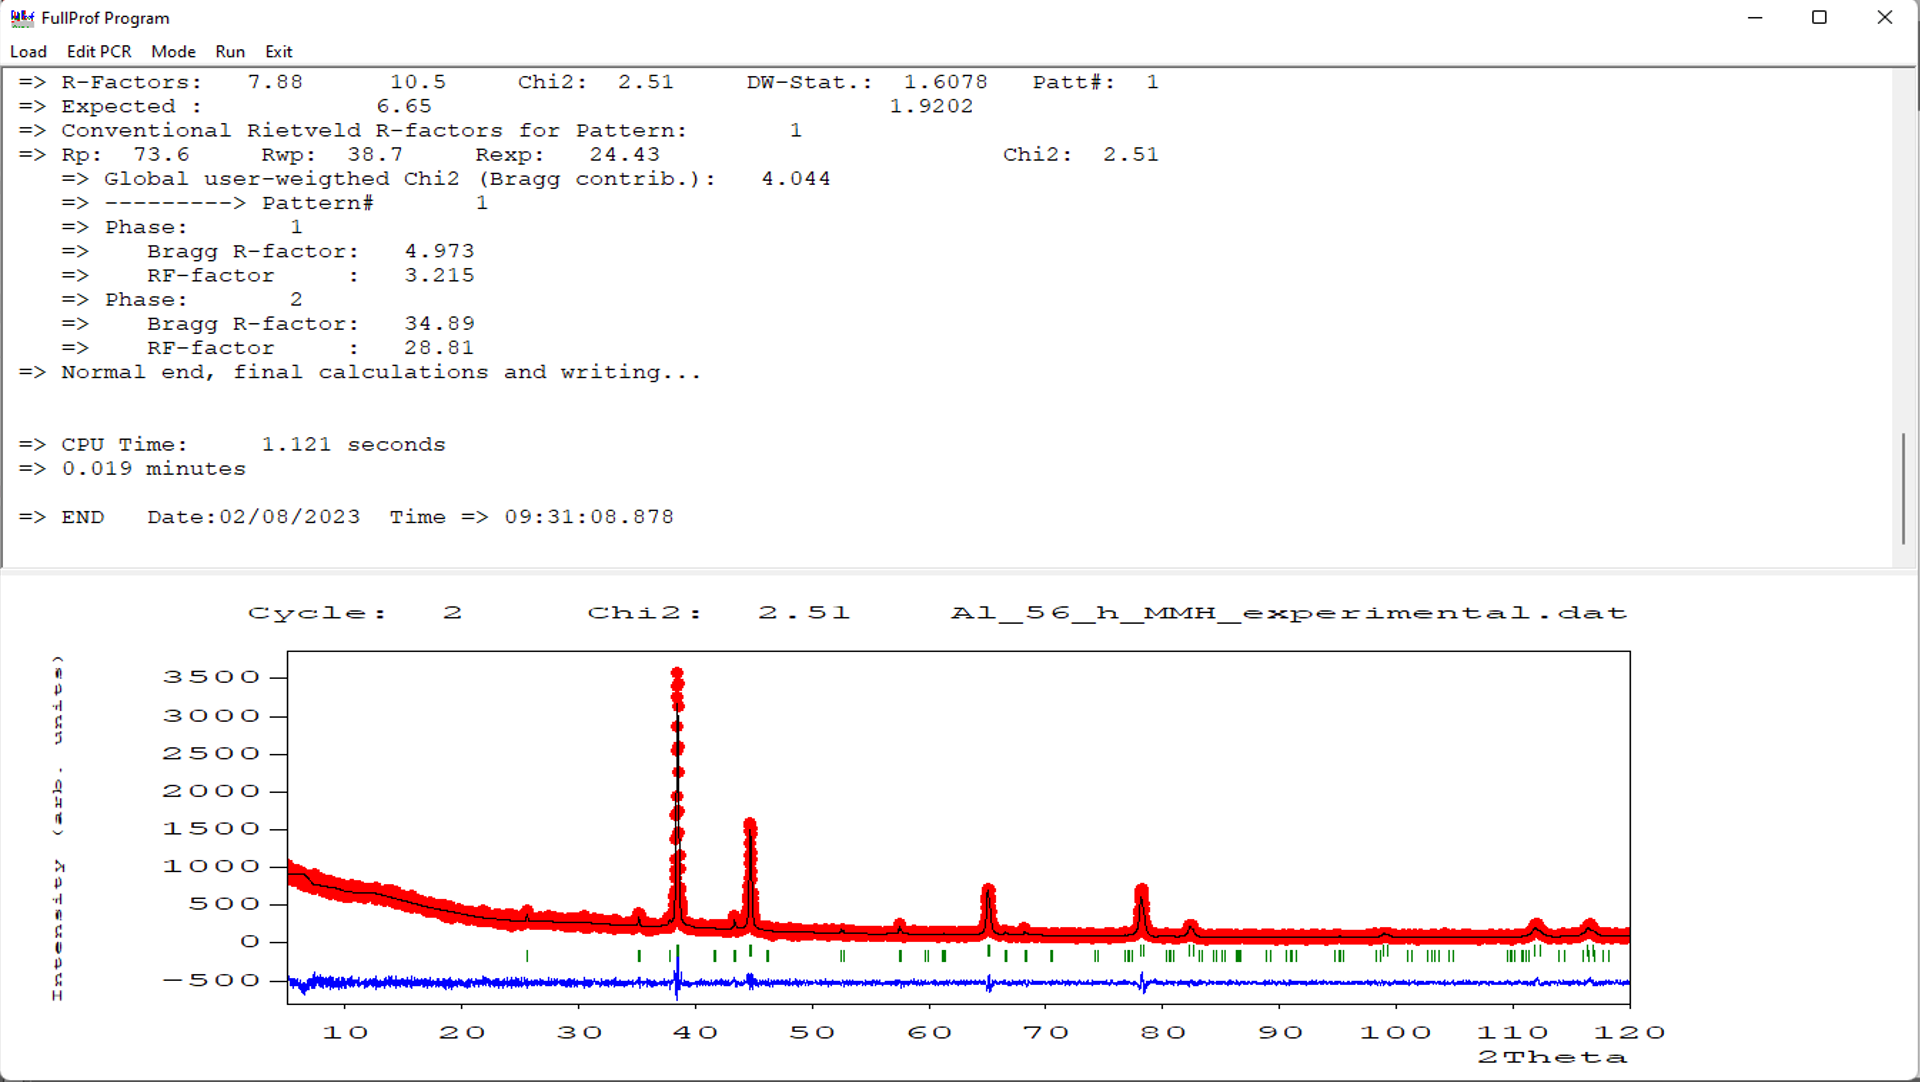 FullProf Program
Load Edit PCR Mode Run Exit
=> R-Factors: 7.88 10.5 Chi2: 2.51 DW-Stat.: 1.6078 Patt#: 1
=> Expected : 6.65 1.9202
=> Conventional Rietveld R-factors for Pattern: 1
=> Rp: 73.6 Rwp: 38.7 Rexp: 24.43 Chi2: 2.51
=> Global user-weigthed Chi2 (Bragg contrib.): 4.044
=> ---------> Pattern# 1
=> Phase: 1
=> Bragg R-factor: 4.973
=> RF-factor : 3.215
=> Phase: 2
=> Bragg R-factor: 34.89
=> RF-factor : 28.81
=> Normal end, final calculations and writing...
=> CPU Time: 1.121 seconds
=> 0.019 minutes
=> END Date:02/08/2023 Time => 09:31:08.878
Cycle: 2 Chi2: 2.51 Al_56_h_MMH_experimental.dat
Intensity (arb. units)
3500
3000
2500
2000
1500
1000
500
0
-500
10 20 30 40 50 60 70 80 90 100 110 120
2Theta